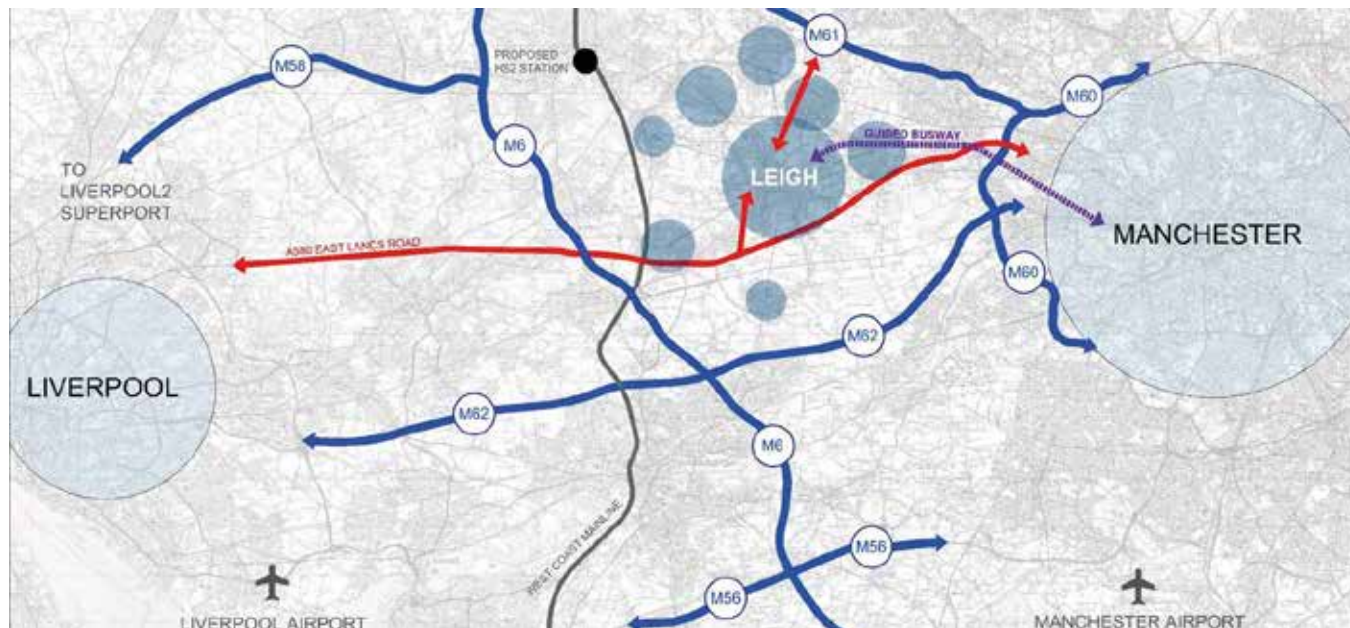 M61
M58
PROPOSED
HS2 STATION
M60
M6
GUIDED BUSWAY
TO
LIVERPOOL2
SUPERPORT
LEIGH
MANCHESTER
A580 EAST LANCS ROAD
M60
M62
LIVERPOOL
M62
M6
WEST COAST MAINLINE
M56
M56
LIVERPOOL AIRPORT
MANCHESTER AIRPORT